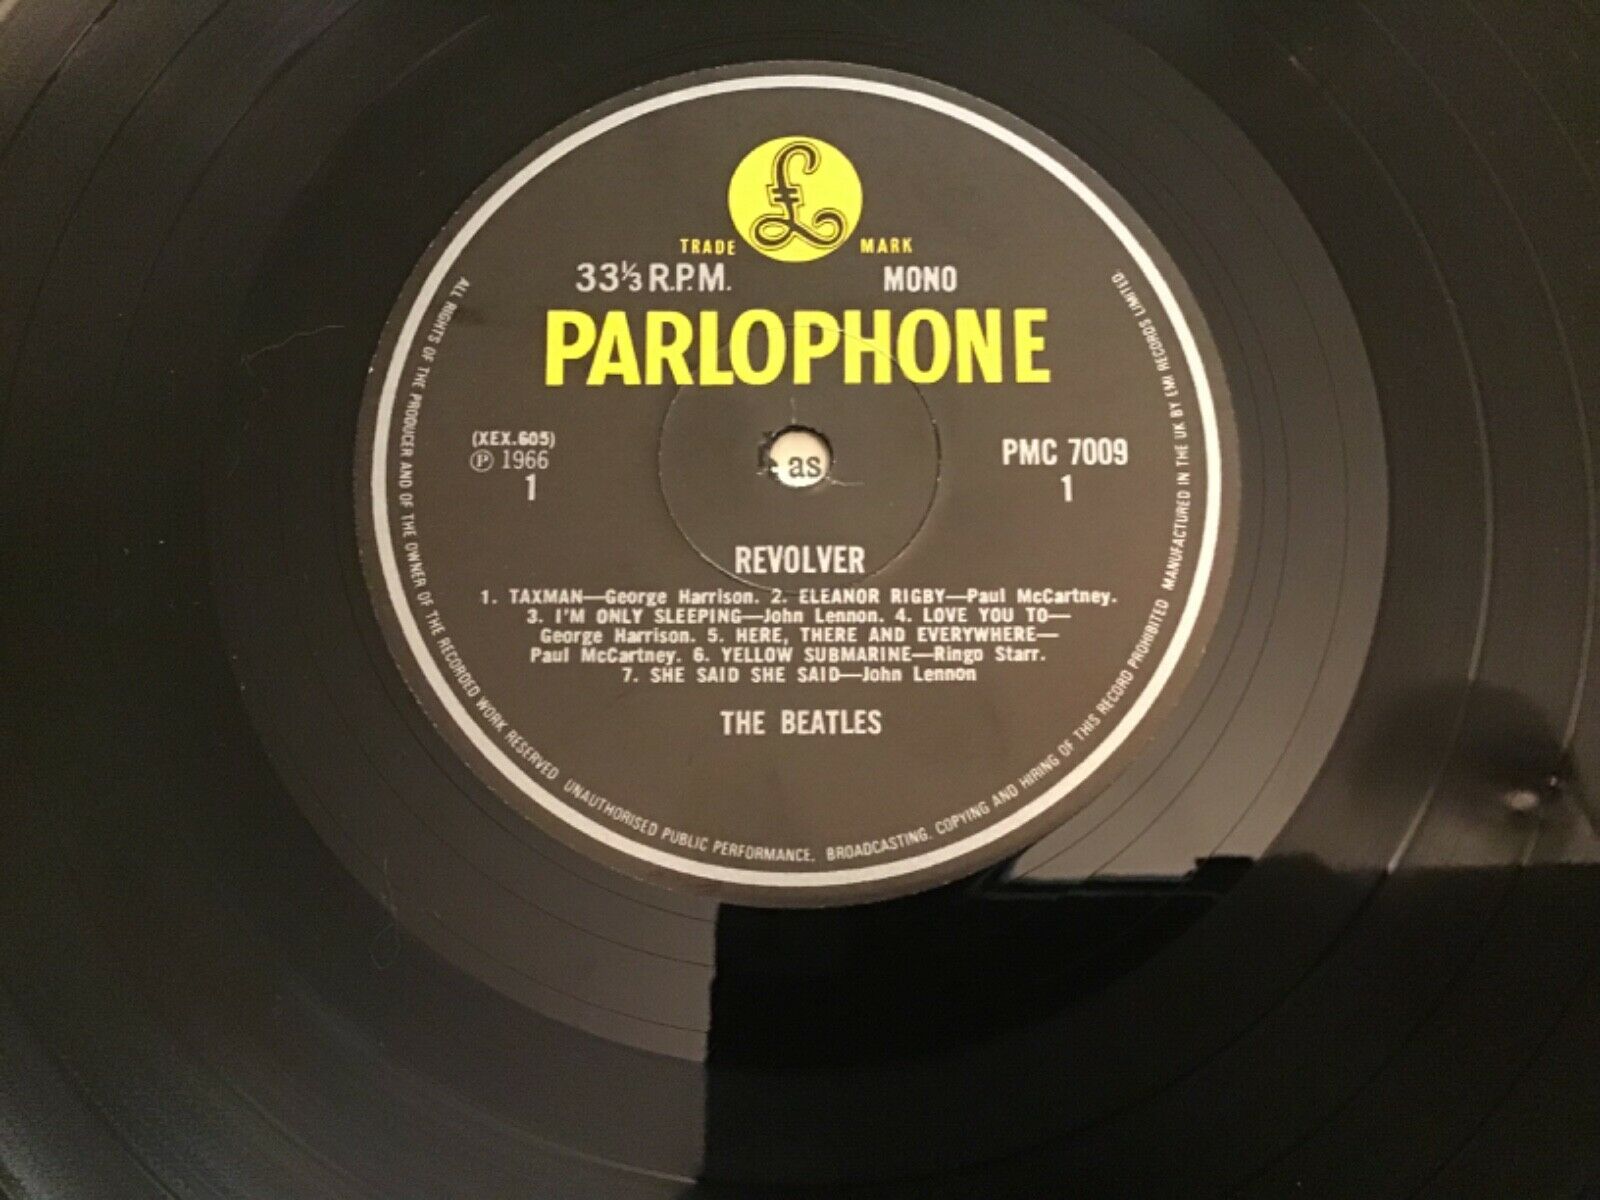 TRADE £ MARK
33⅓ R.P.M. MONO
PARLOPHONE
(XEX.605)
Ⓟ 1966
1
PMC 7009
1
as
REVOLVER
1. TAXMAN—George Harrison. 2. ELEANOR RIGBY—Paul McCartney.
3. I'M ONLY SLEEPING—John Lennon. 4. LOVE YOU TO—
George Harrison. 5. HERE, THERE AND EVERYWHERE—
Paul McCartney. 6. YELLOW SUBMARINE—Ringo Starr.
7. SHE SAID SHE SAID—John Lennon
THE BEATLES
ALL RIGHTS OF THE PRODUCER AND OF THE OWNER OF THE RECORDED WORK RESERVED UNAUTHORISED PUBLIC PERFORMANCE. BROADCASTING. COPYING AND HIRING OF THIS RECORD PROHIBITED MANUFACTURED IN THE UK BY EMI RECORDS LIMITED.